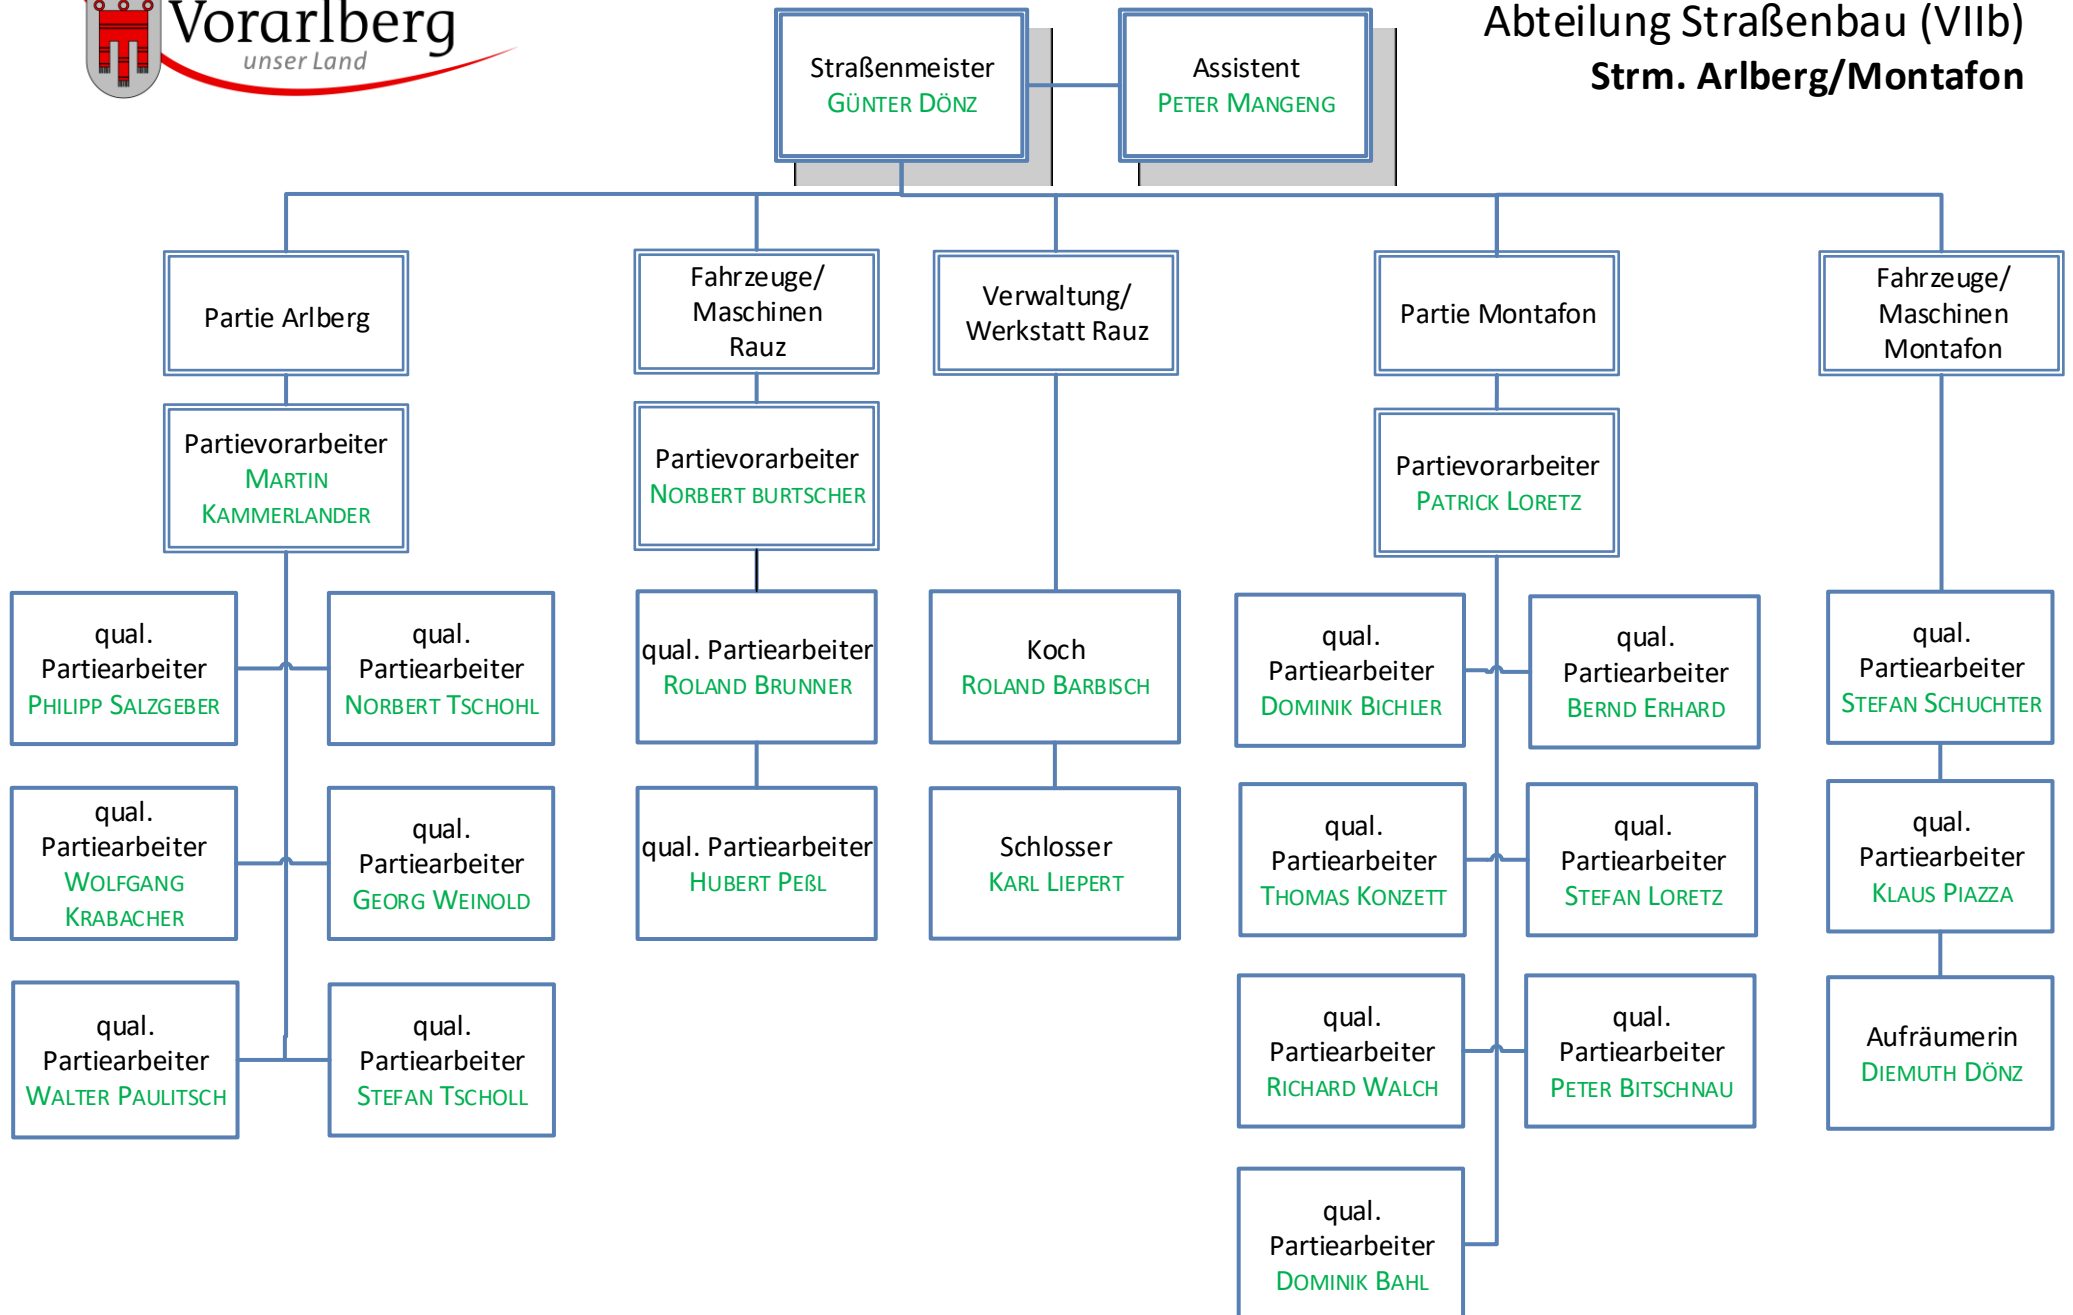 Vorarlberg
unser Land
Abteilung Straßenbau (VIIb)
Strm. Arlberg/Montafon
Straßenmeister
GÜNTER DÖNZ
Assistent
PETER MANGENG
Partie Arlberg
Fahrzeuge/
Maschinen
Rauz
Verwaltung/
Werkstatt Rauz
Partie Montafon
Fahrzeuge/
Maschinen
Montafon
Partievorarbeiter
MARTIN
KAMMERLANDER
Partievorarbeiter
NORBERT BURTSCHER
Partievorarbeiter
PATRICK LORETZ
qual.
Partiearbeiter
PHILIPP SALZGEBER
qual.
Partiearbeiter
NORBERT TSCHOHL
qual. Partiearbeiter
ROLAND BRUNNER
Koch
ROLAND BARBISCH
qual.
Partiearbeiter
DOMINIK BICHLER
qual.
Partiearbeiter
BERND ERHARD
qual.
Partiearbeiter
STEFAN SCHUCHTER
qual.
Partiearbeiter
WOLFGANG
KRABACHER
qual.
Partiearbeiter
GEORG WEINOLD
qual. Partiearbeiter
HUBERT PEßL
Schlosser
KARL LIEPERT
qual.
Partiearbeiter
THOMAS KONZETT
qual.
Partiearbeiter
STEFAN LORETZ
qual.
Partiearbeiter
KLAUS PIAZZA
qual.
Partiearbeiter
WALTER PAULITSCH
qual.
Partiearbeiter
STEFAN TSCHOLL
qual.
Partiearbeiter
RICHARD WALCH
qual.
Partiearbeiter
PETER BITSCHNAU
Aufräumerin
DIEMUTH DÖNZ
qual.
Partiearbeiter
DOMINIK BAHL